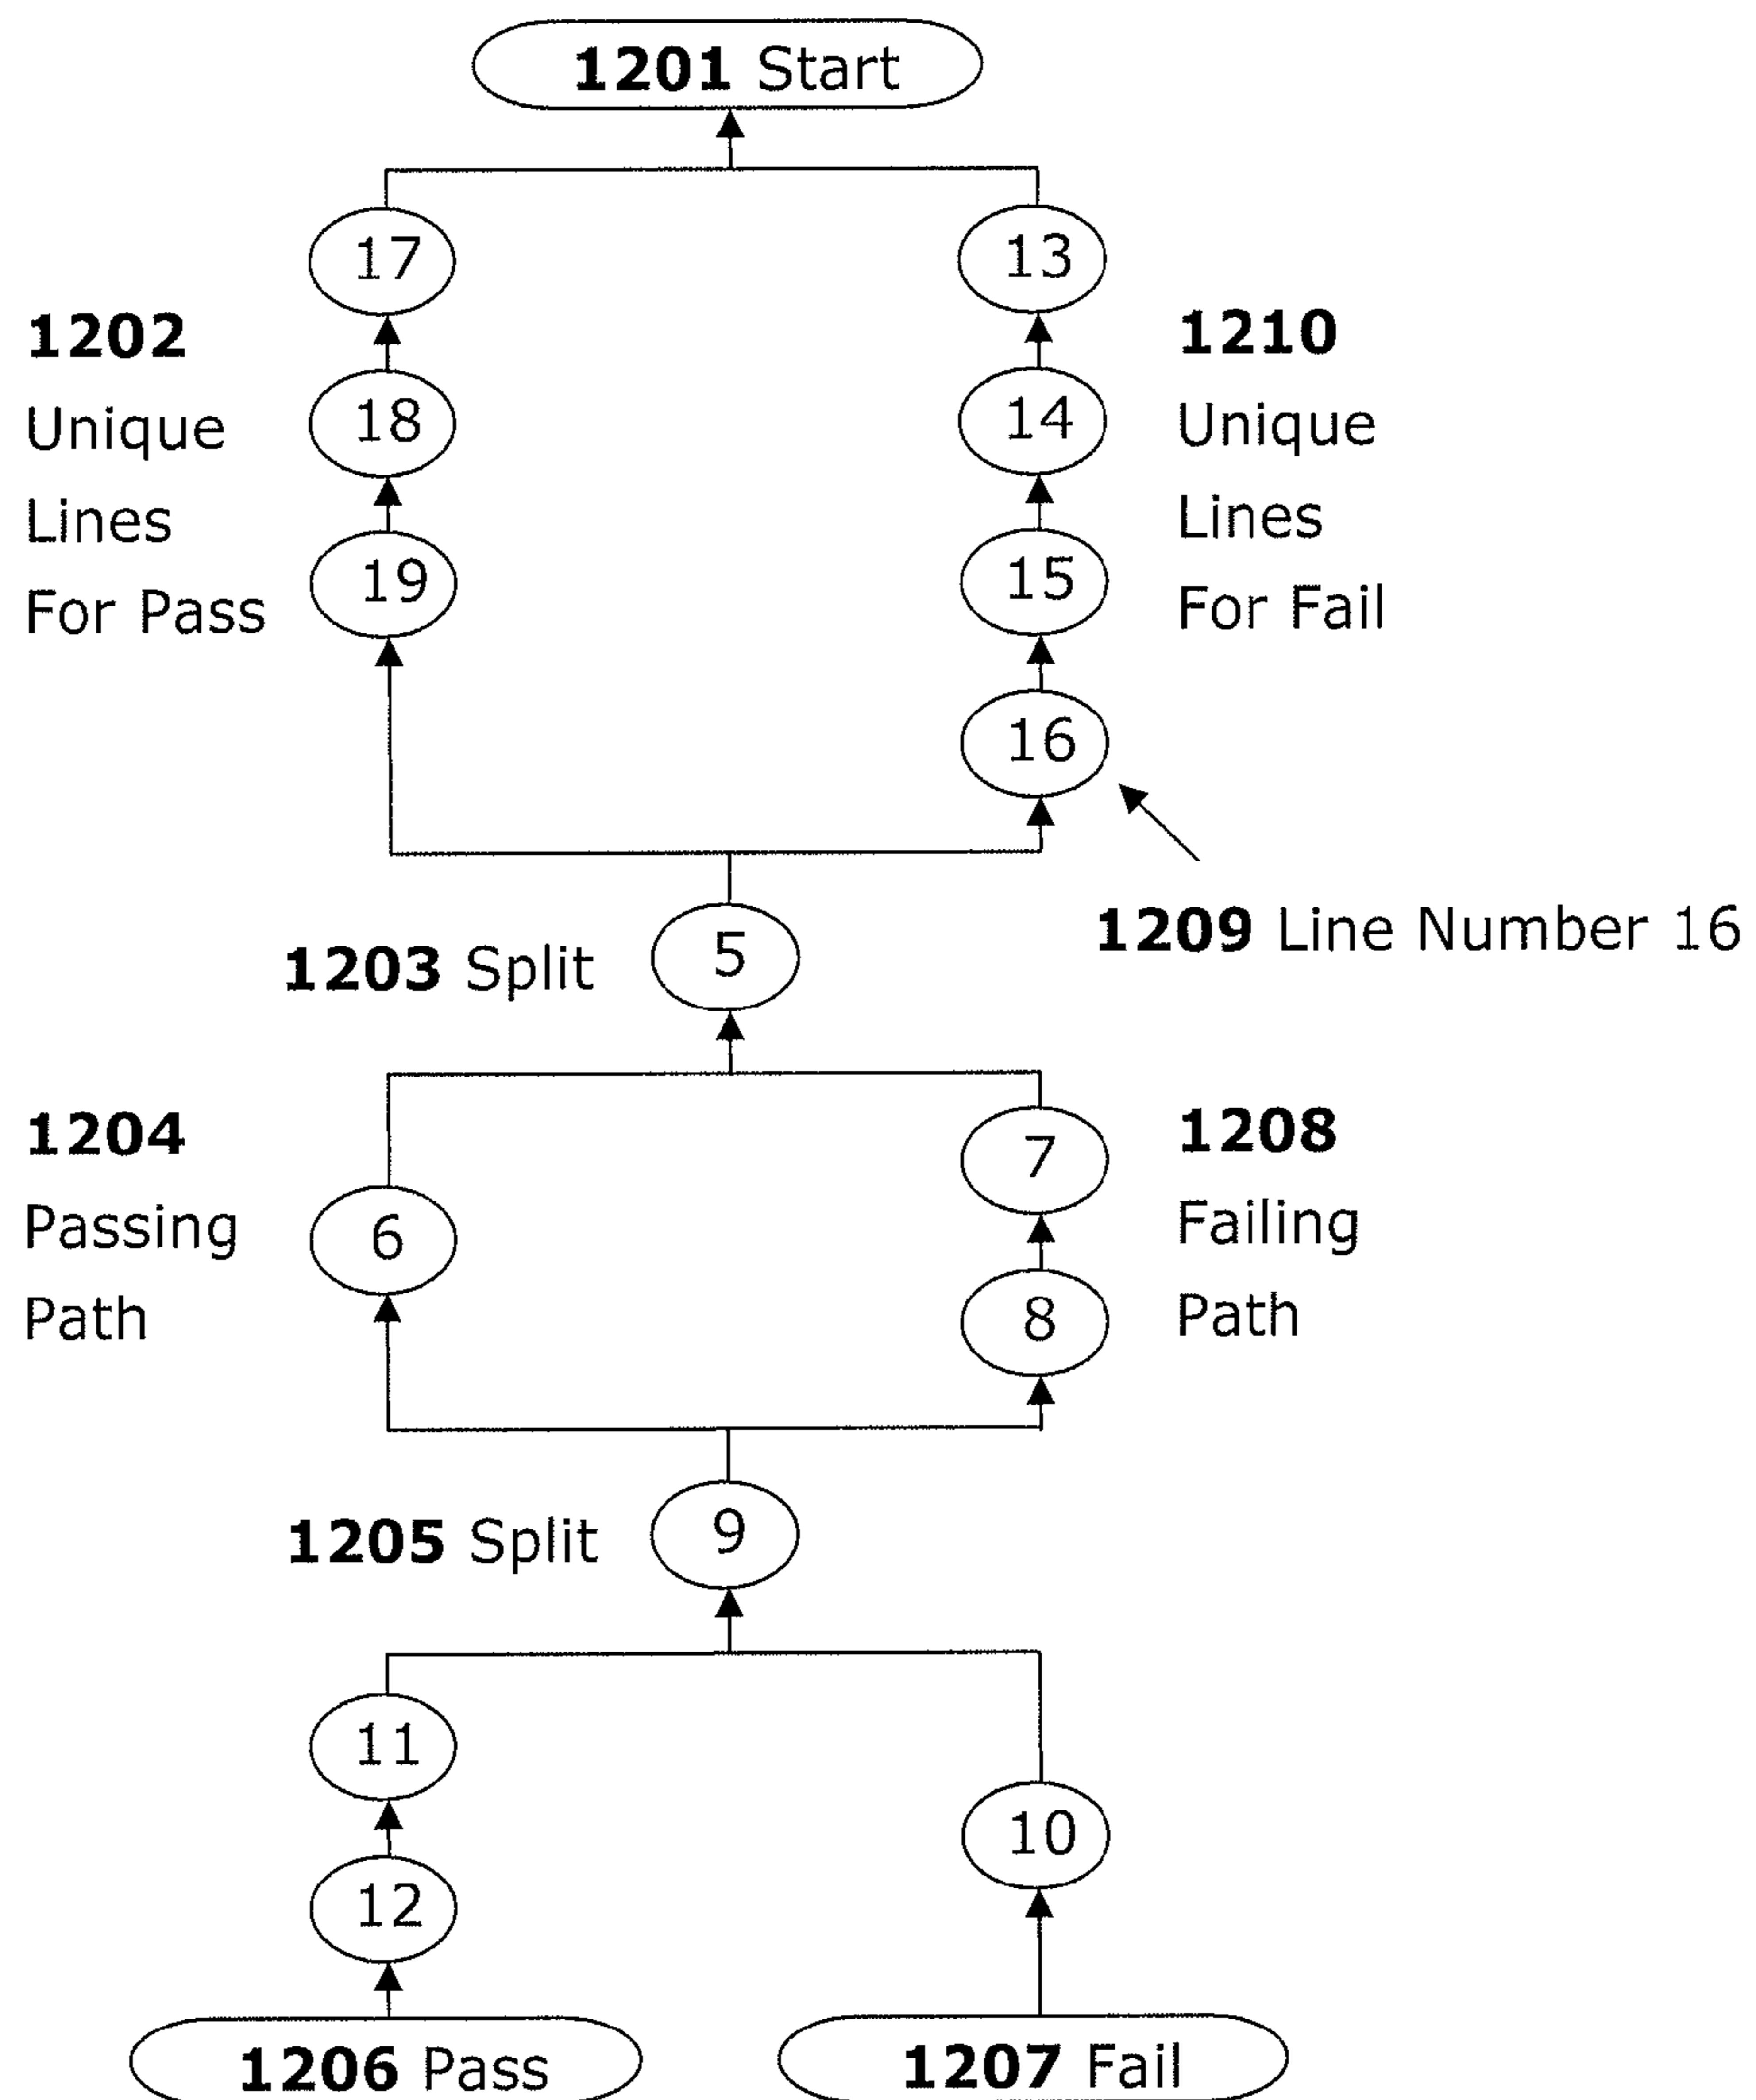 1201 Start
17
13
1202
Unique
Lines
For Pass
18
19
14
15
16
1210
Unique
Lines
For Fail
1209 Line Number 16
1203 Split
5
1204
Passing
Path
6
7
8
1208
Failing
Path
1205 Split
9
11
12
10
1206 Pass
1207 Fail